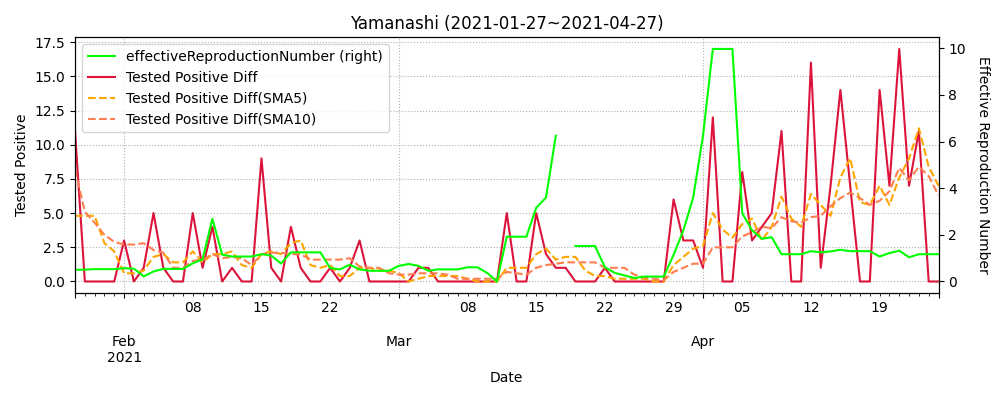 Yamanashi (2021-01-27~2021-04-27)
effectiveReproductionNumber (right)
Tested Positive Diff
Tested Positive Diff(SMA5)
Tested Positive Diff(SMA10)
Tested Positive
17.5
15.0
12.5
10.0
7.5
5.0
2.5
0.0
10
8
6
4
2
0
Effective Reproduction Number
08 15 22 08 15 22 29 05 12 19
Feb Mar Apr
2021
Date